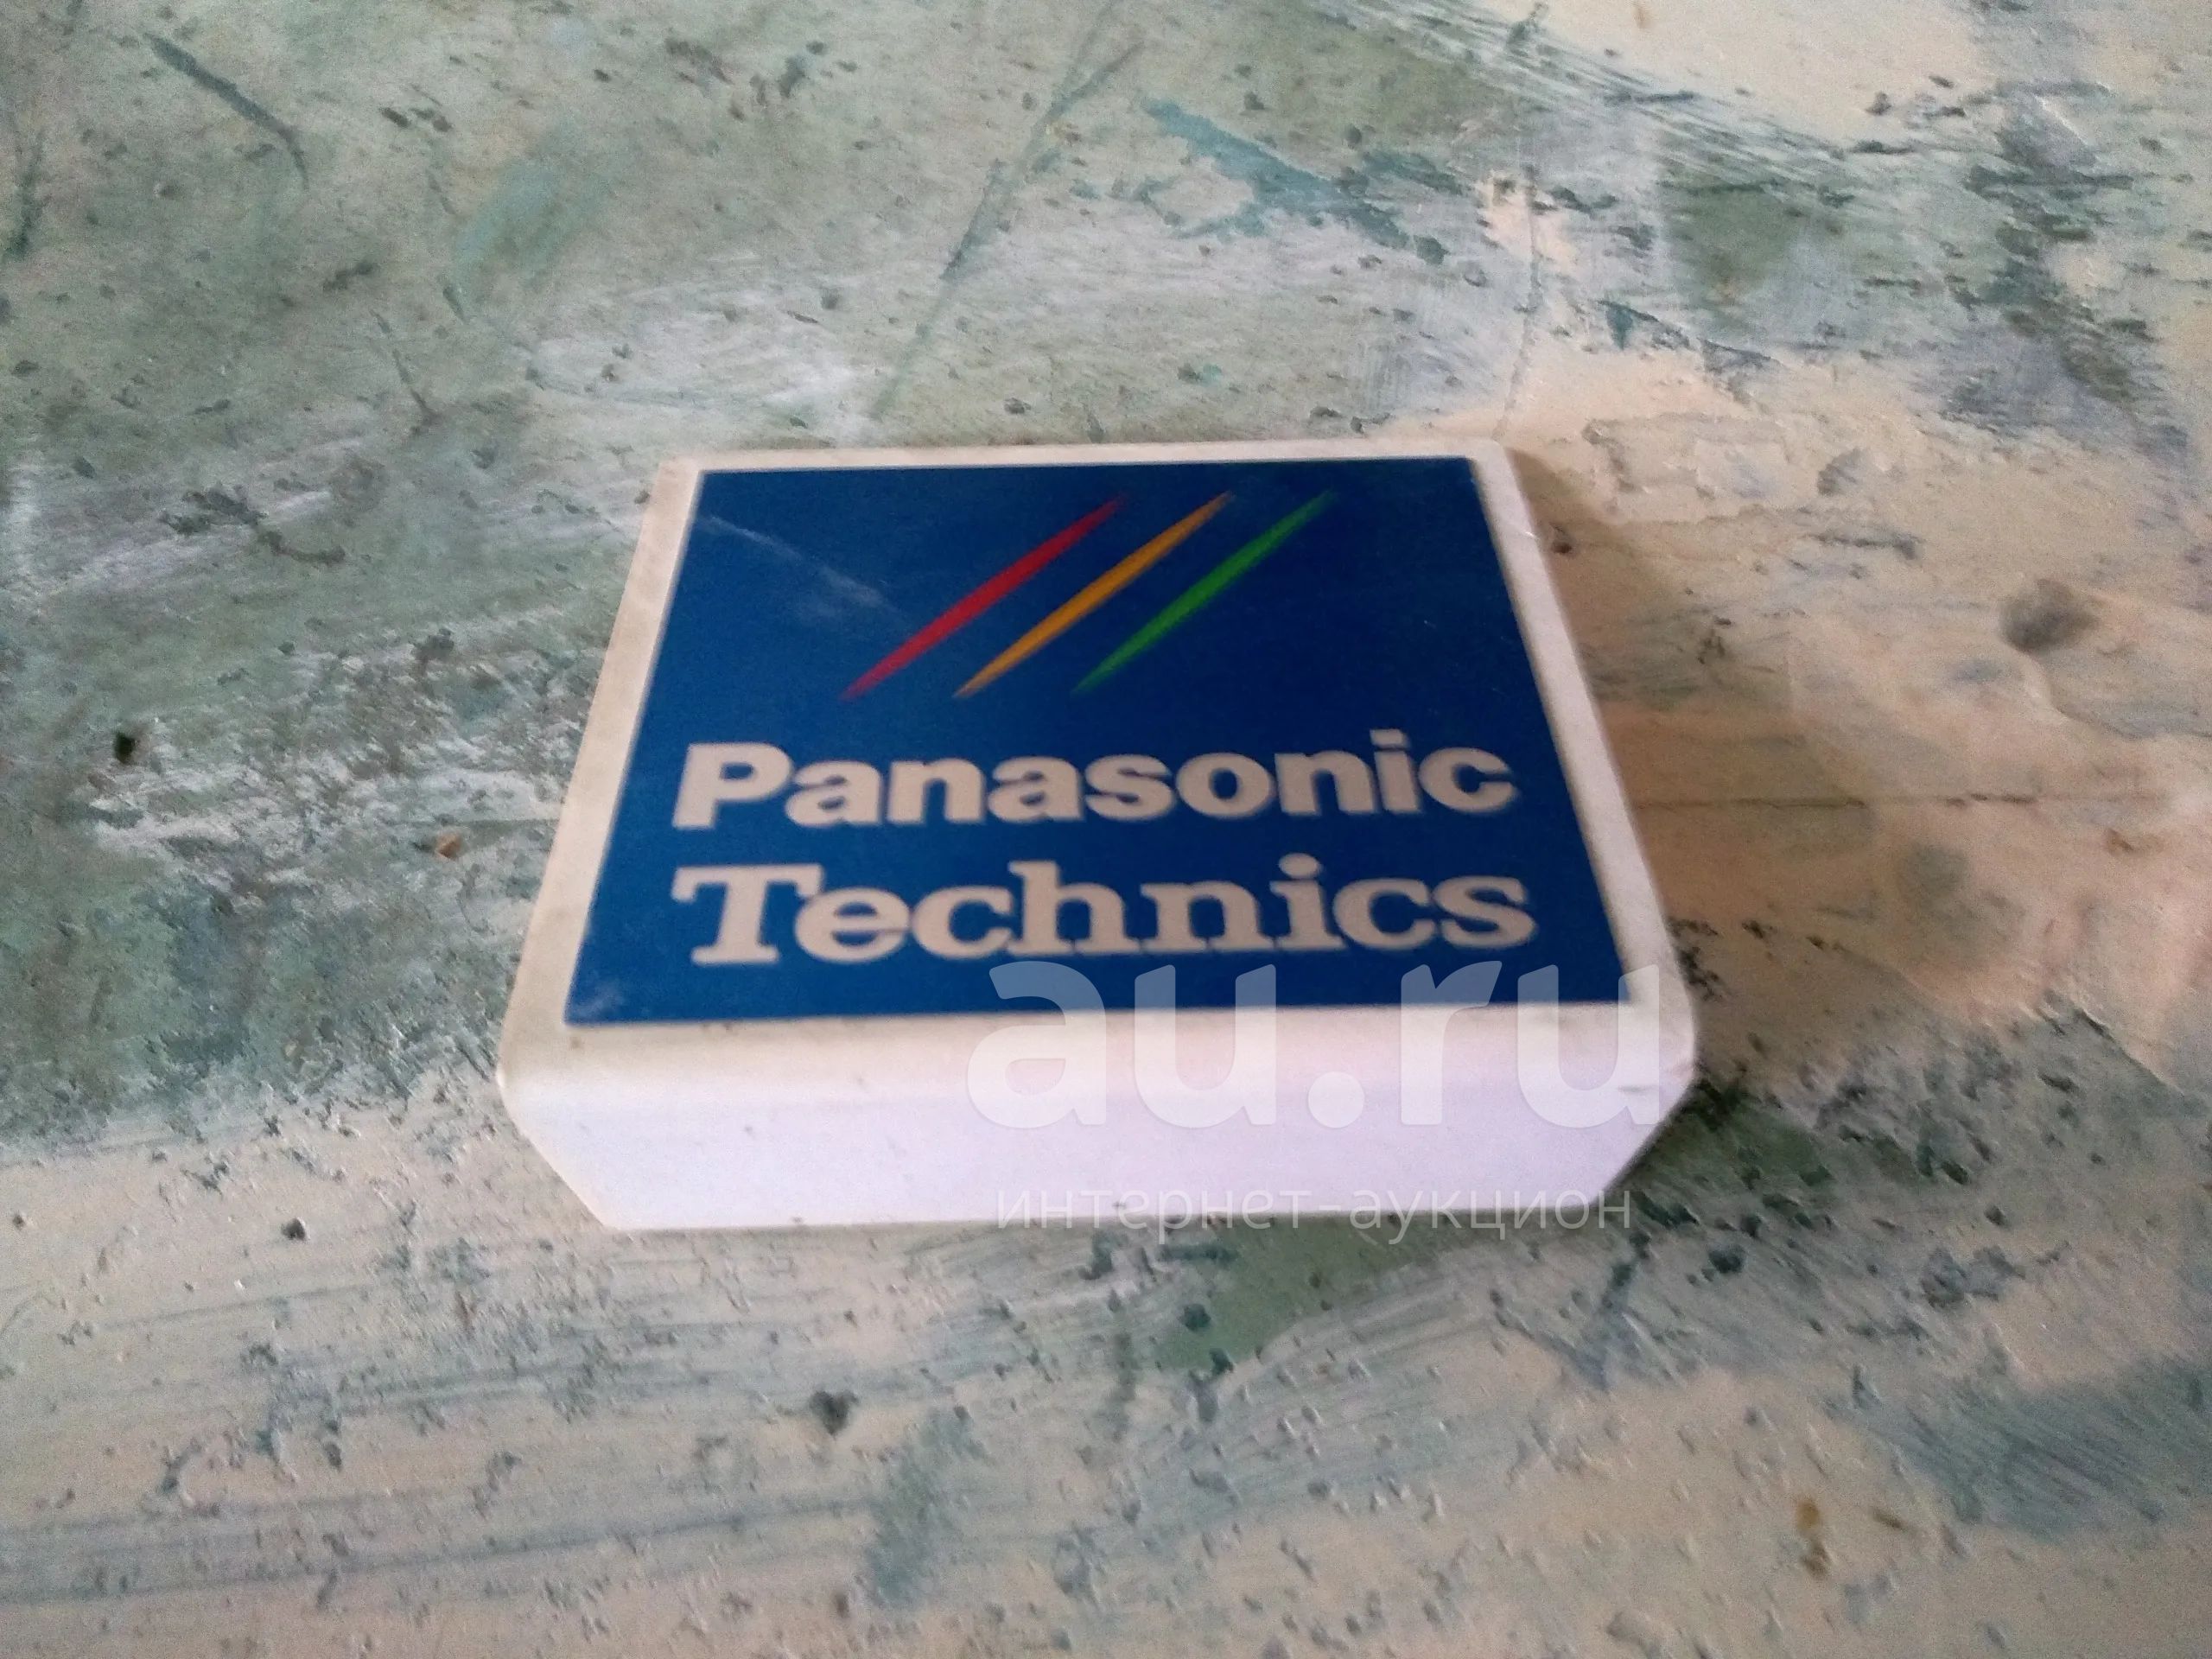 Panasonic
Technics
au.ru
интернет-аукцион